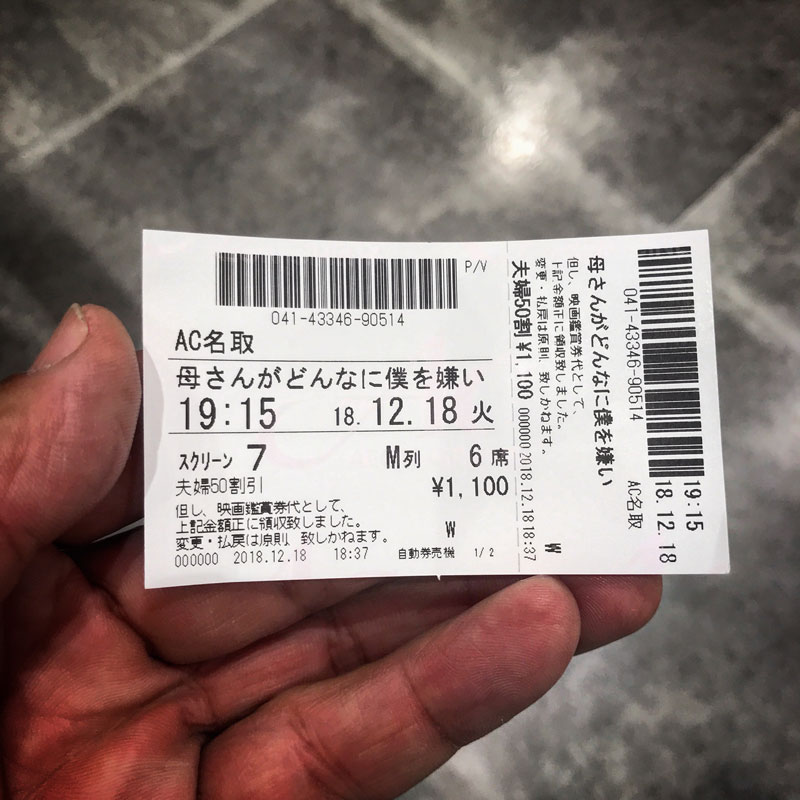 P/V
041-43346-90514
AC名取
母さんがどんなに僕を嫌い
19:15 18.12.18 火
スクリーン 7 M列 6席
夫婦50割引 ¥1,100
但し、映画鑑賞券代として、
上記金額正に領収致しました。 W
変更・払戻は原則、致しかねます。
000000 2018.12.18 18:37 自動券売機 1/2
19:15
18.12.18
AC名取
041-43346-90514
母さんがどんなに僕を嫌い
但し、映画鑑賞券代として、
上記金額正に領収致しました。
変更・払戻は原則、致しかねます。
夫婦50割 ¥1,100 000000 2018.12.18 18:37 W